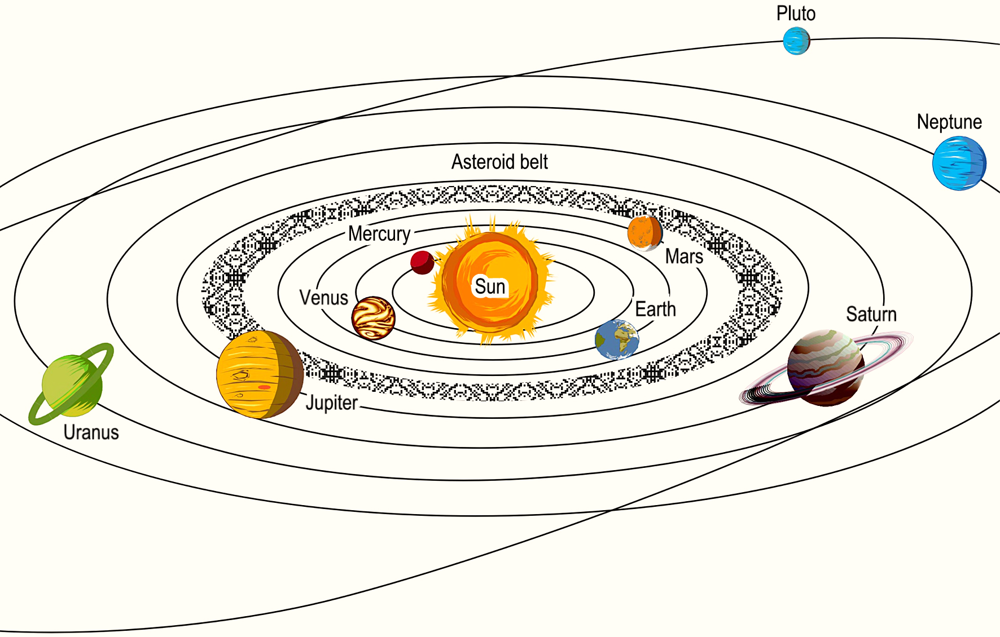 Pluto
Neptune
Asteroid belt
Mercury
Mars
Sun
Venus
Earth
Saturn
Jupiter
Uranus